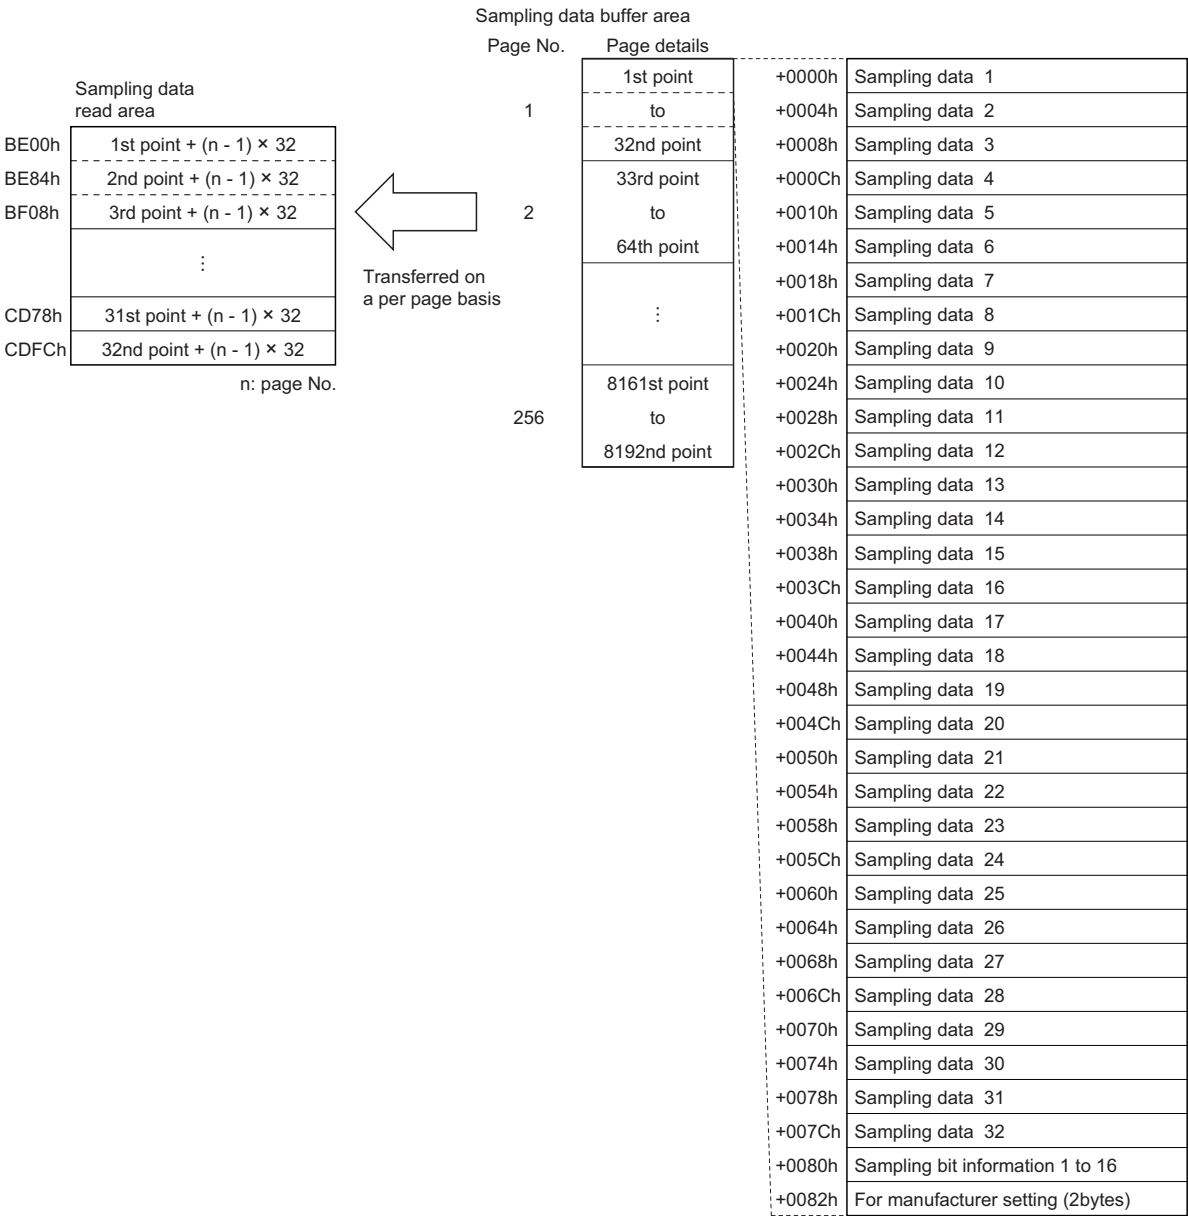 Sampling data buffer area
Page No. Page details
Sampling data
read area
BE00h 1st point + (n - 1) × 32
BE84h 2nd point + (n - 1) × 32
BF08h 3rd point + (n - 1) × 32
⋮
CD78h 31st point + (n - 1) × 32
CDFCh 32nd point + (n - 1) × 32
n: page No.
Transferred on
a per page basis
1st point
1 to
32nd point
33rd point
2 to
64th point
⋮
8161st point
256 to
8192nd point
+0000h Sampling data 1
+0004h Sampling data 2
+0008h Sampling data 3
+000Ch Sampling data 4
+0010h Sampling data 5
+0014h Sampling data 6
+0018h Sampling data 7
+001Ch Sampling data 8
+0020h Sampling data 9
+0024h Sampling data 10
+0028h Sampling data 11
+002Ch Sampling data 12
+0030h Sampling data 13
+0034h Sampling data 14
+0038h Sampling data 15
+003Ch Sampling data 16
+0040h Sampling data 17
+0044h Sampling data 18
+0048h Sampling data 19
+004Ch Sampling data 20
+0050h Sampling data 21
+0054h Sampling data 22
+0058h Sampling data 23
+005Ch Sampling data 24
+0060h Sampling data 25
+0064h Sampling data 26
+0068h Sampling data 27
+006Ch Sampling data 28
+0070h Sampling data 29
+0074h Sampling data 30
+0078h Sampling data 31
+007Ch Sampling data 32
+0080h Sampling bit information 1 to 16
+0082h For manufacturer setting (2bytes)